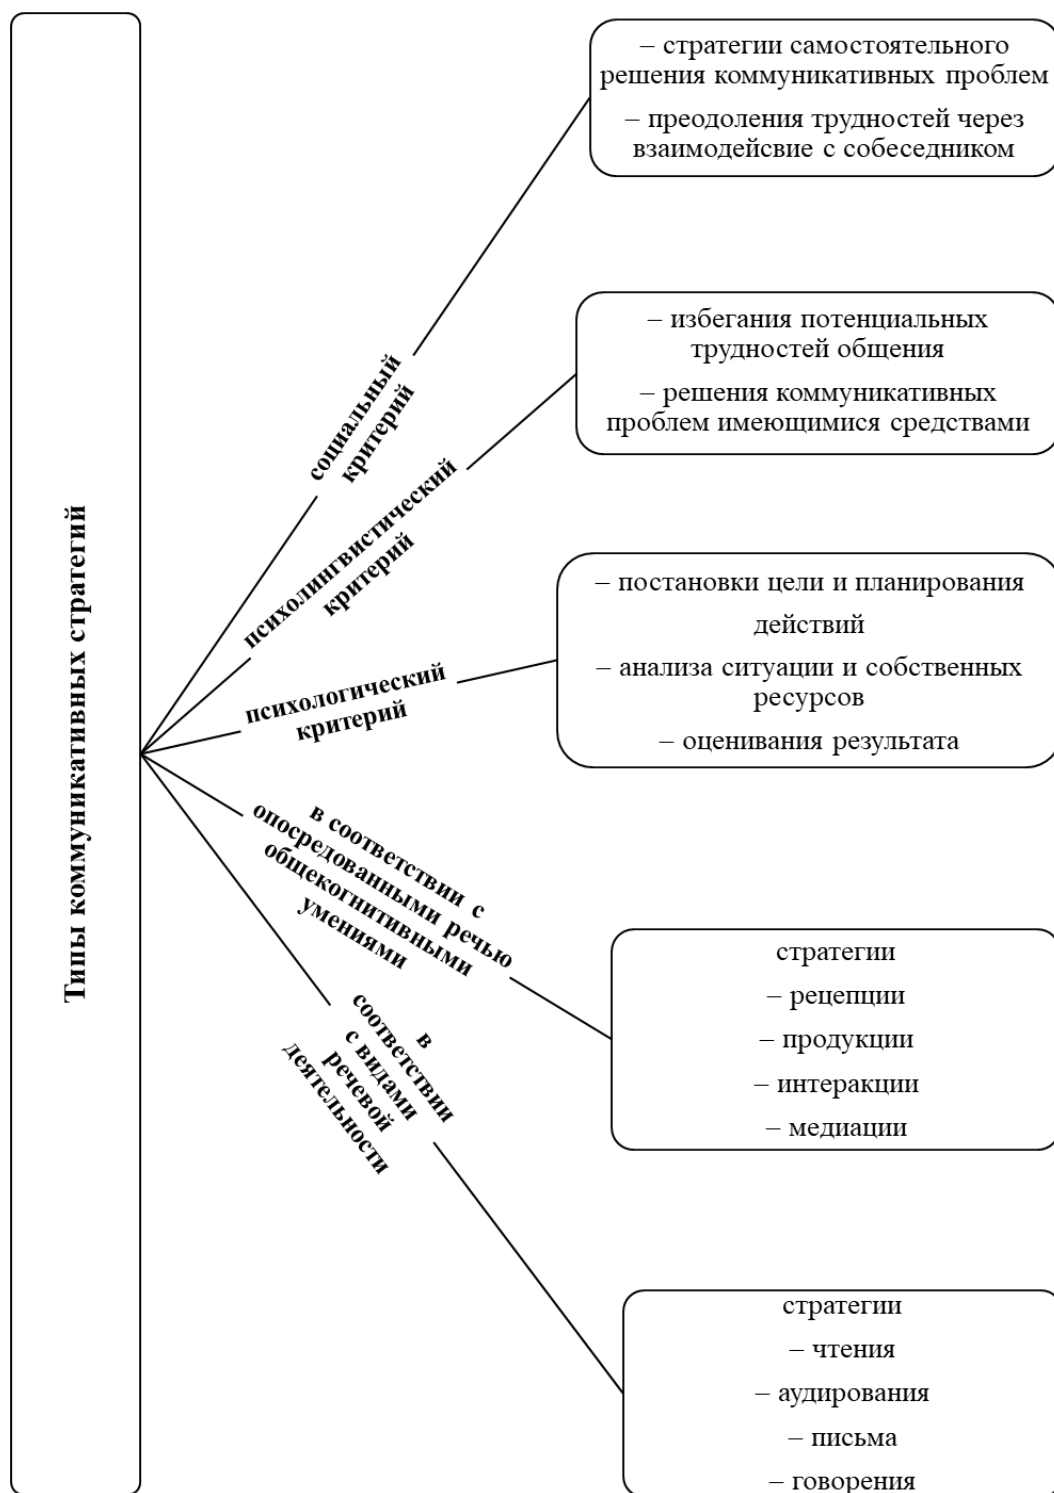 Типы коммуникативных стратегий
социальный
критерий
– стратегии самостоятельного
решения коммуникативных проблем
– преодоления трудностей через
взаимодейсвие с собеседником
психолингвистический
критерий
– избегания потенциальных
трудностей общения
– решения коммуникативных
проблем имеющимися средствами
психологический
критерий
– постановки цели и планирования
действий
– анализа ситуации и собственных
ресурсов
– оценивания результата
в соответствии с
опосредованными речью
общекогнитивными
умениями
стратегии
– рецепции
– продукции
– интеракции
– медиации
в
соответствии
с видами
речевой
деятельности
стратегии
– чтения
– аудирования
– письма
– говорения